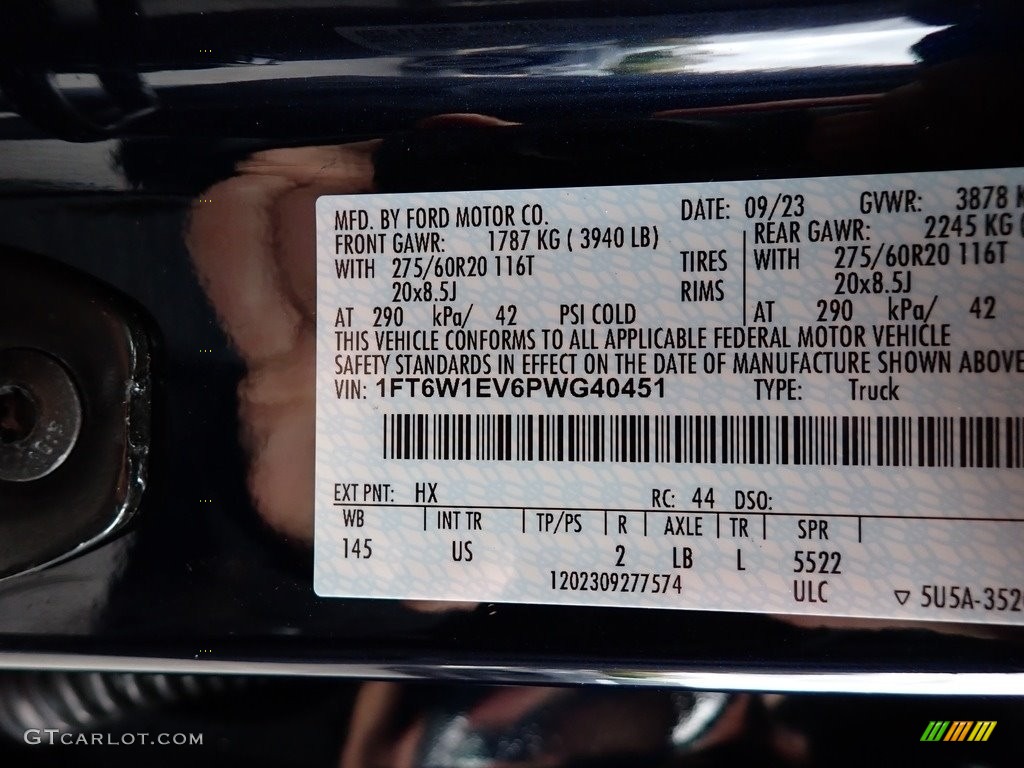 MFD. BY FORD MOTOR CO. DATE: 09/23 GVWR: 3878 K
FRONT GAWR: 1787 KG ( 3940 LB) REAR GAWR: 2245 KG (
WITH 275/60R20 116T TIRES WITH 275/60R20 116T
20x8.5J RIMS 20x8.5J
AT 290 kPa/ 42 PSI COLD AT 290 kPa/ 42
THIS VEHICLE CONFORMS TO ALL APPLICABLE FEDERAL MOTOR VEHICLE
SAFETY STANDARDS IN EFFECT ON THE DATE OF MANUFACTURE SHOWN ABOVE
VIN: 1FT6W1EV6PWG40451 TYPE: Truck
EXT PNT: HX RC: 44 DSO:
WB INT TR TP/PS R AXLE TR SPR
145 US 2 LB L 5522
1202309277574 ULC ▽ 5U5A-352
GTCARLOT.COM